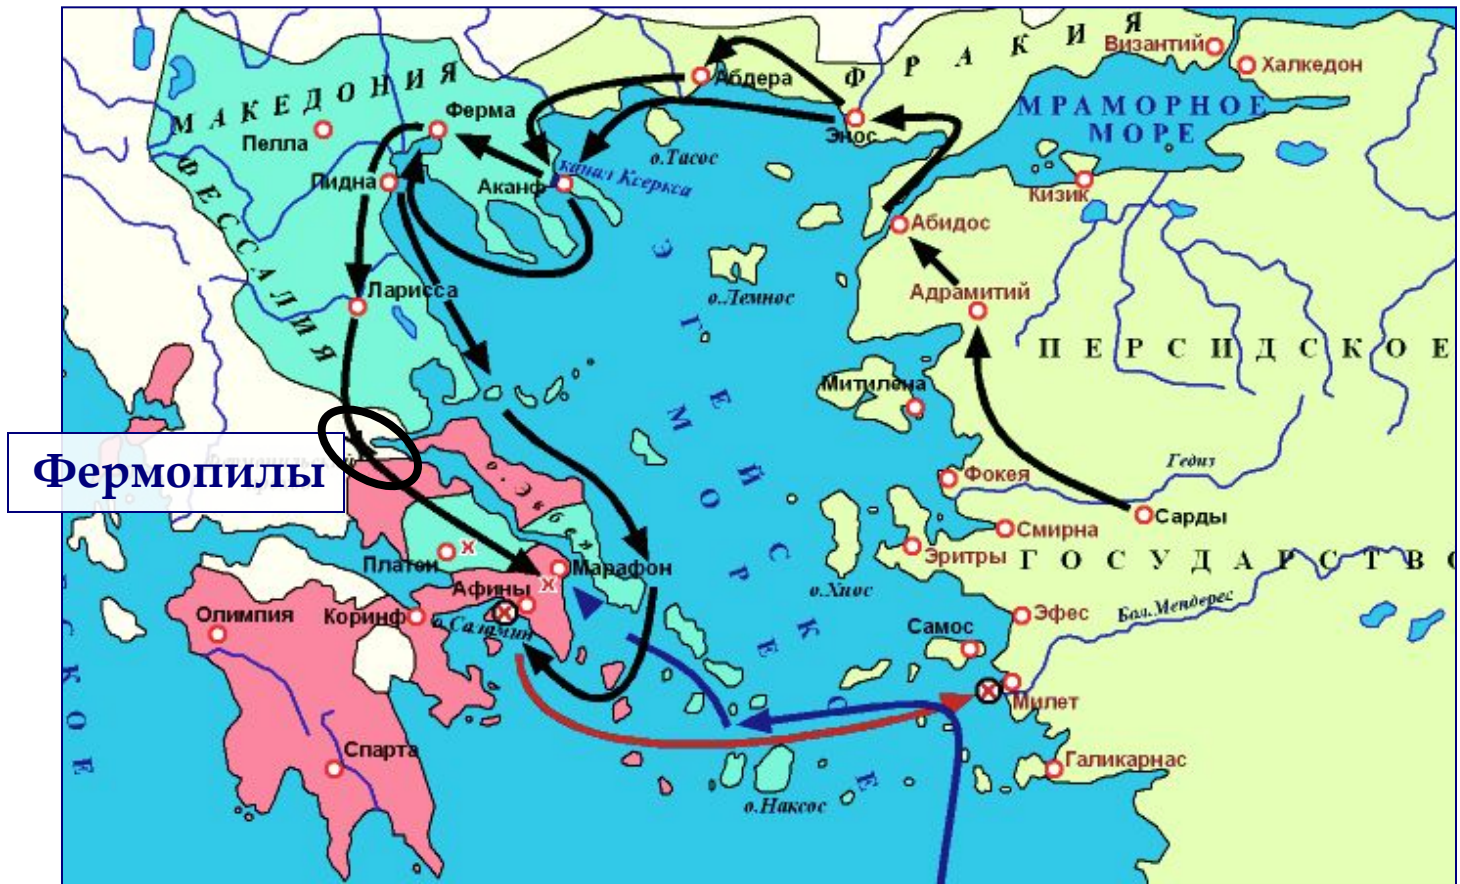 ФРАКИЯ
Византий
Халкедон
МАКЕДОНИЯ
Абдера
Ферма
МРАМОРНОЕ
МОРЕ
Пелла
Энос
о.Тасос
ФЕССАЛИЯ
Пидна
Аканф
канал Ксеркса
Кизик
Абидос
Ларисса
о.Лемнос
Адрамитий
ЭГЕЙСКОЕ
МОРЕ
ПЕРСИДСКОЕ
Митилена
Фермопилы
о.Эвбея
Фокея
Гедиз
Сарды
Смирна
Эритры
ГОСУДАРСТВО
Платеи
Марафон
Афины
о.Хиос
Бол.Мендерес
Олимпия
Коринф
о.Саламин
Самос
Эфес
Милет
СКОЕ
Спарта
Галикарнас
о.Наксос